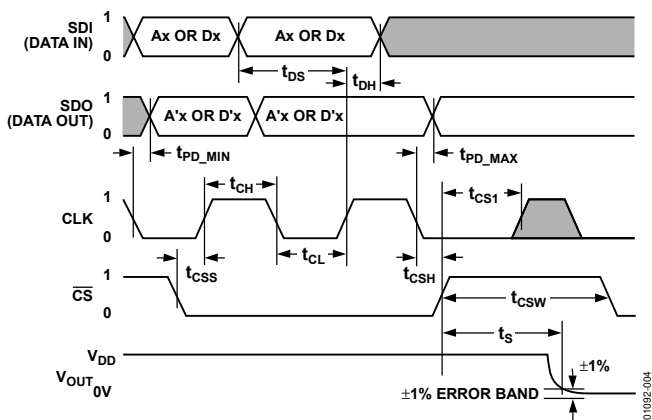 SDI
(DATA IN)
1
0
Ax OR Dx
Ax OR Dx
tDS
tDH
SDO
(DATA OUT)
1
0
A'x OR D'x
A'x OR D'x
tPD_MIN
tPD_MAX
tCH
tCS1
CLK
1
0
tCSS
tCL
tCSH
CS
1
0
tCSW
tS
VDD
VOUT
0V
±1%
±1% ERROR BAND
01092-004